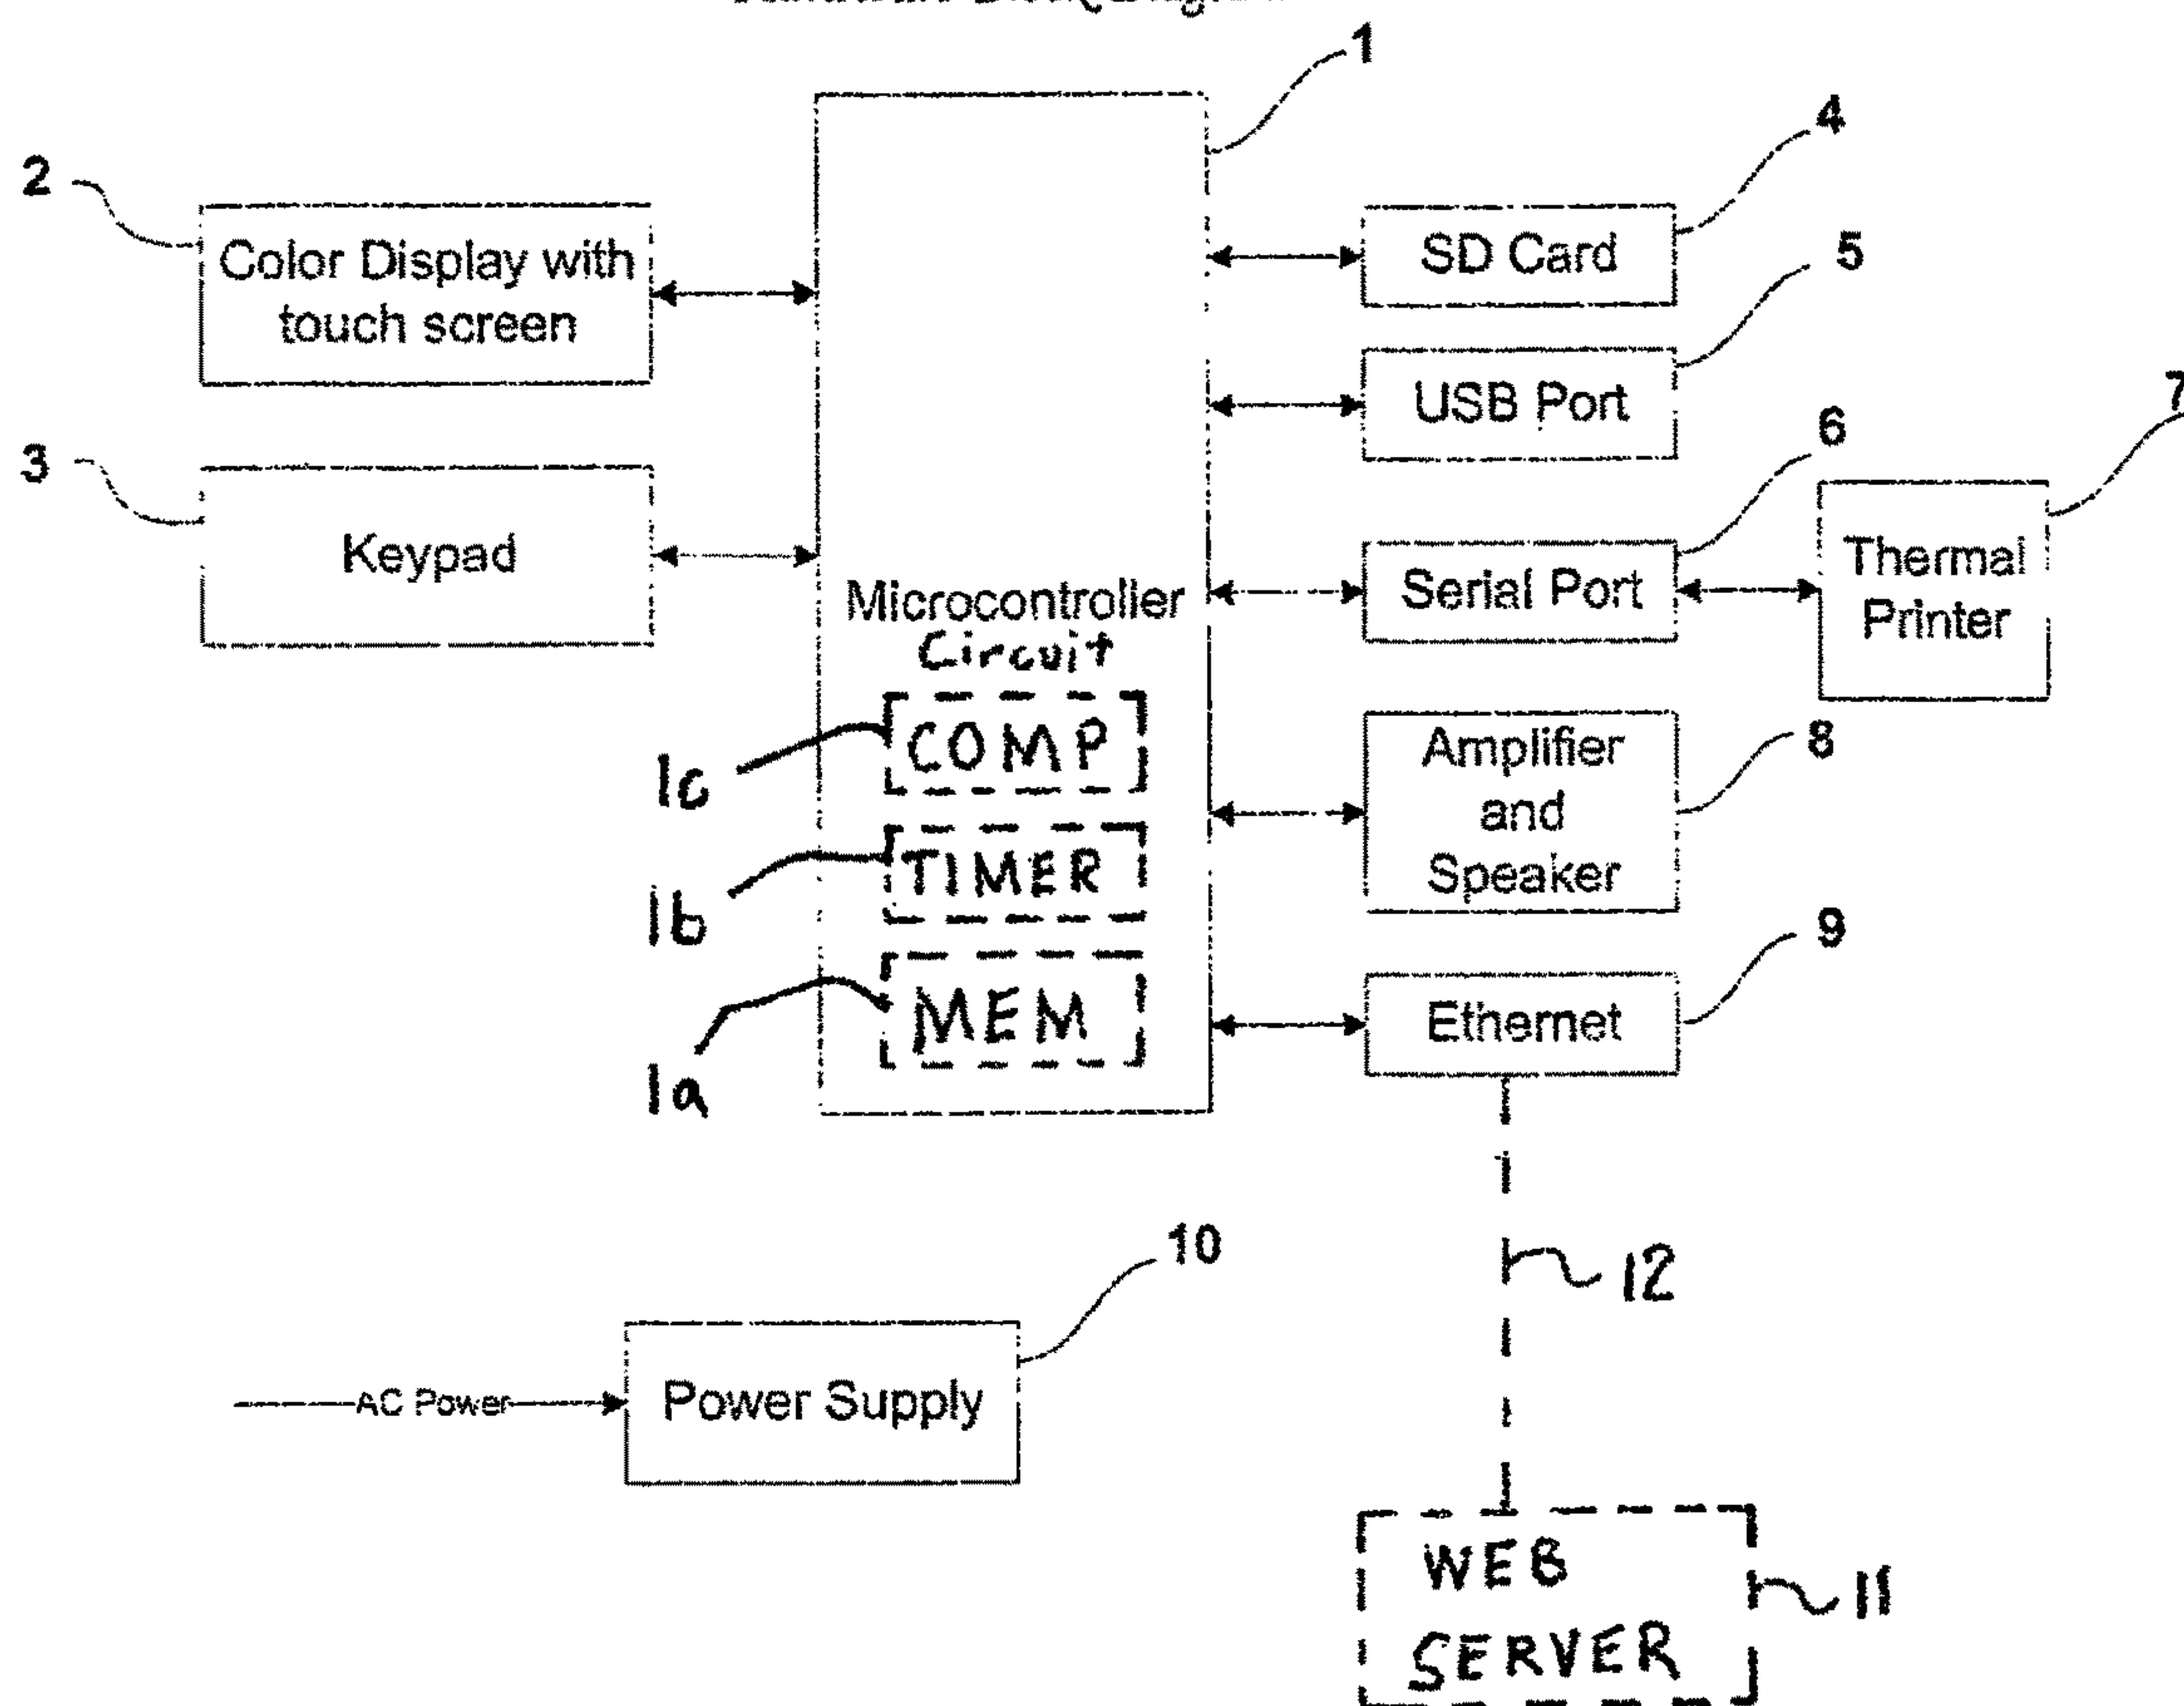 1
2
Color Display with
touch screen
3
Keypad
4
SD Card
5
USB Port
6
Serial Port
7
Thermal
Printer
Microcontroller
Circuit
COMP
1c
TIMER
1b
MEM
1a
Amplifier
and
Speaker
8
9
Ethernet
10
AC Power
Power Supply
12
WEB
SERVER
11